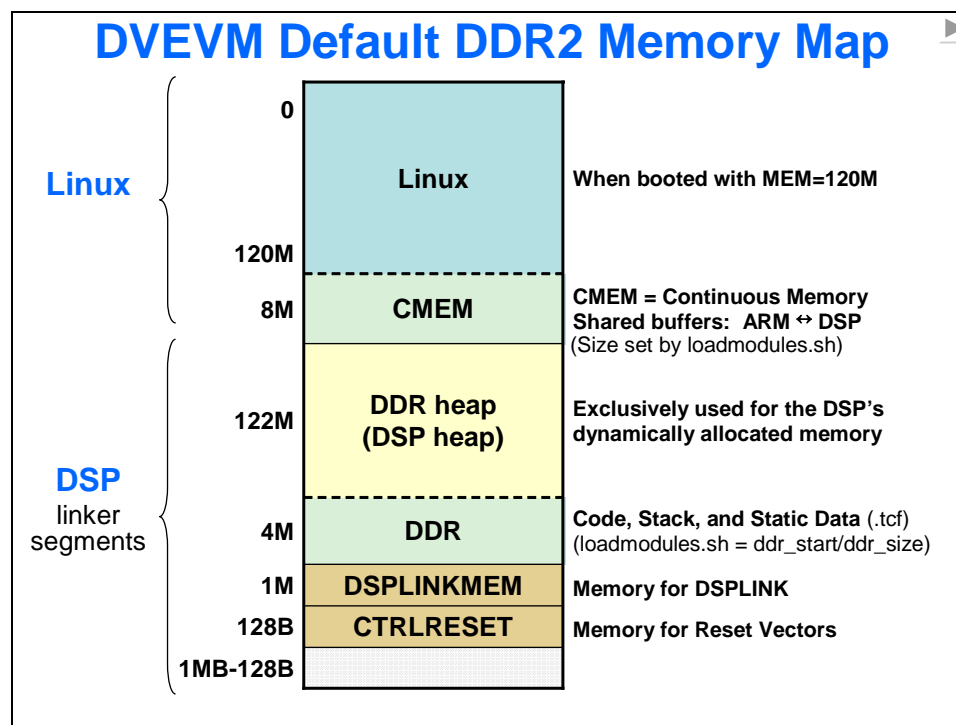 DVEVM Default DDR2 Memory Map
0
Linux
Linux
When booted with MEM=120M
120M
8M
CMEM
CMEM = Continuous Memory
Shared buffers: ARM ↔ DSP
(Size set by loadmodules.sh)
122M
DDR heap
(DSP heap)
Exclusively used for the DSP’s
dynamically allocated memory
DSP
linker
segments
4M
DDR
Code, Stack, and Static Data (.tcf)
(loadmodules.sh = ddr_start/ddr_size)
1M
DSPLINKMEM
Memory for DSPLINK
128B
CTRLRESET
Memory for Reset Vectors
1MB-128B